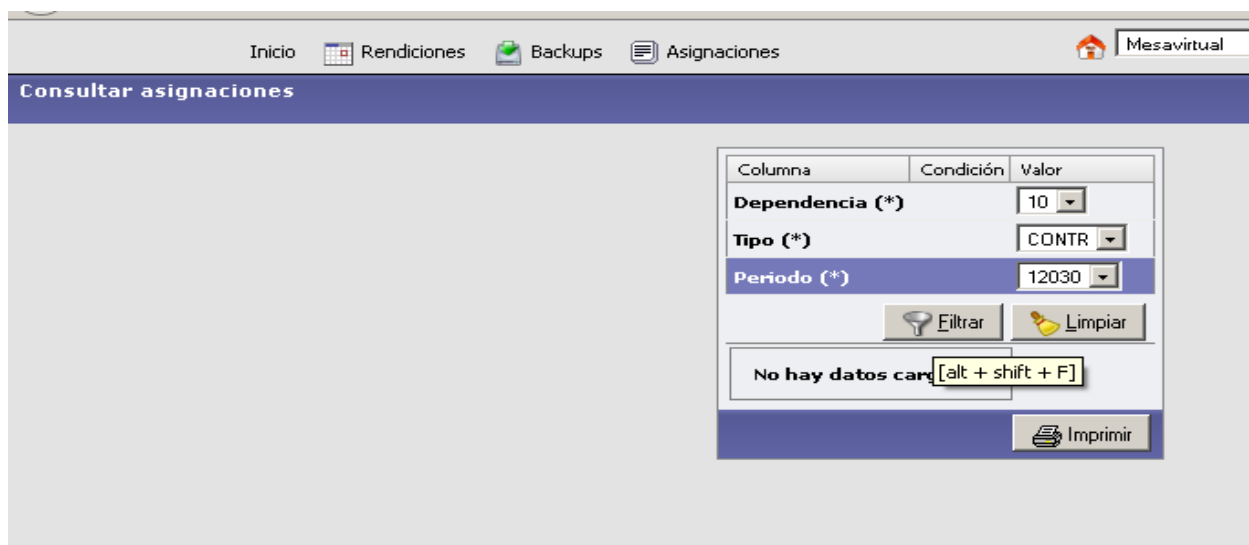 Inicio Rendiciones Backups Asignaciones Mesavirtual
Consultar asignaciones
Columna Condición Valor
Dependencia (*) 10
Tipo (*) CONTR
Periodo (*) 12030
Filtrar Limpiar
No hay datos
[alt + shift + F]
Imprimir